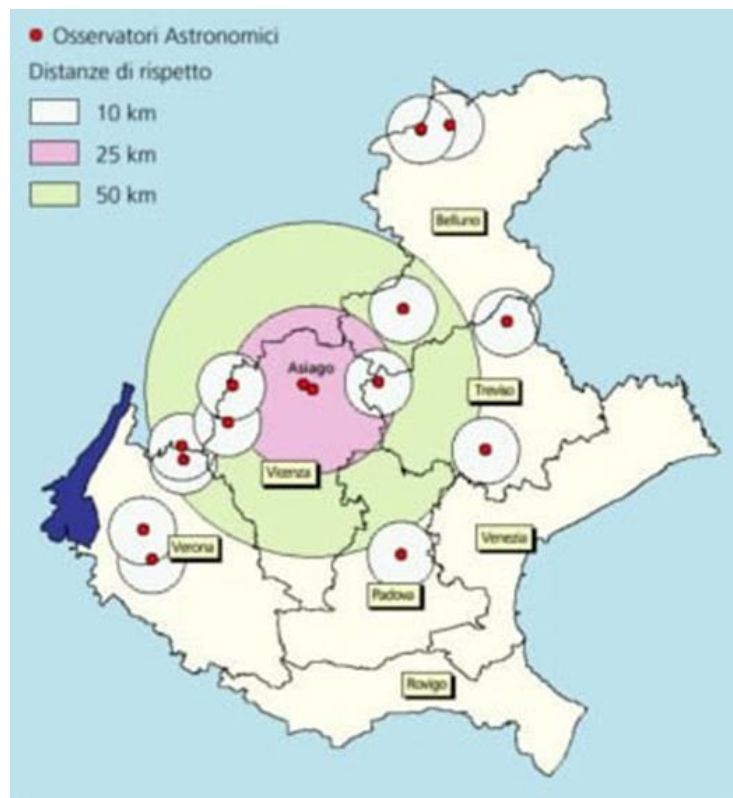 Osservatori Astronomici
Distanze di rispetto
10 km
25 km
50 km
Belluno
Asiago
Treviso
Vicenza
Venezia
Verona
Padova
Rovigo